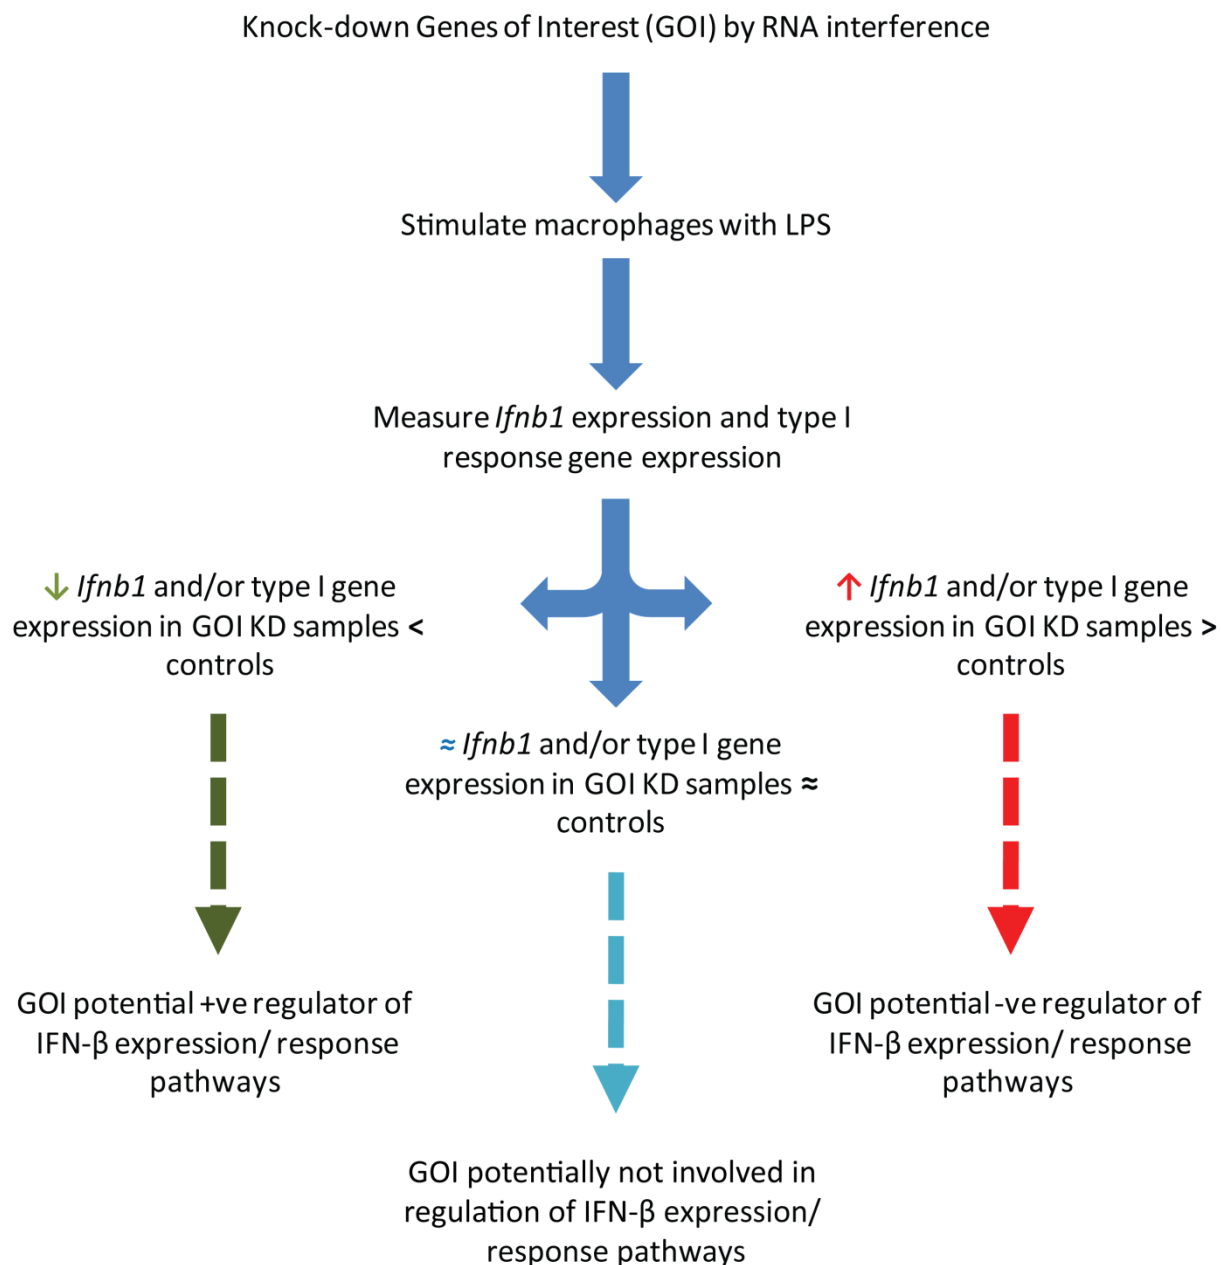 Knock-down Genes of Interest (GOI) by RNA interference
Stimulate macrophages with LPS
Measure Ifnb1 expression and type I
response gene expression
↓ Ifnb1 and/or type I gene
expression in GOI KD samples <
controls
↑ Ifnb1 and/or type I gene
expression in GOI KD samples >
controls
≈ Ifnb1 and/or type I gene
expression in GOI KD samples ≈
controls
GOI potential +ve regulator of
IFN-β expression/ response
pathways
GOI potential -ve regulator of
IFN-β expression/ response
pathways
GOI potentially not involved in
regulation of IFN-β expression/
response pathways